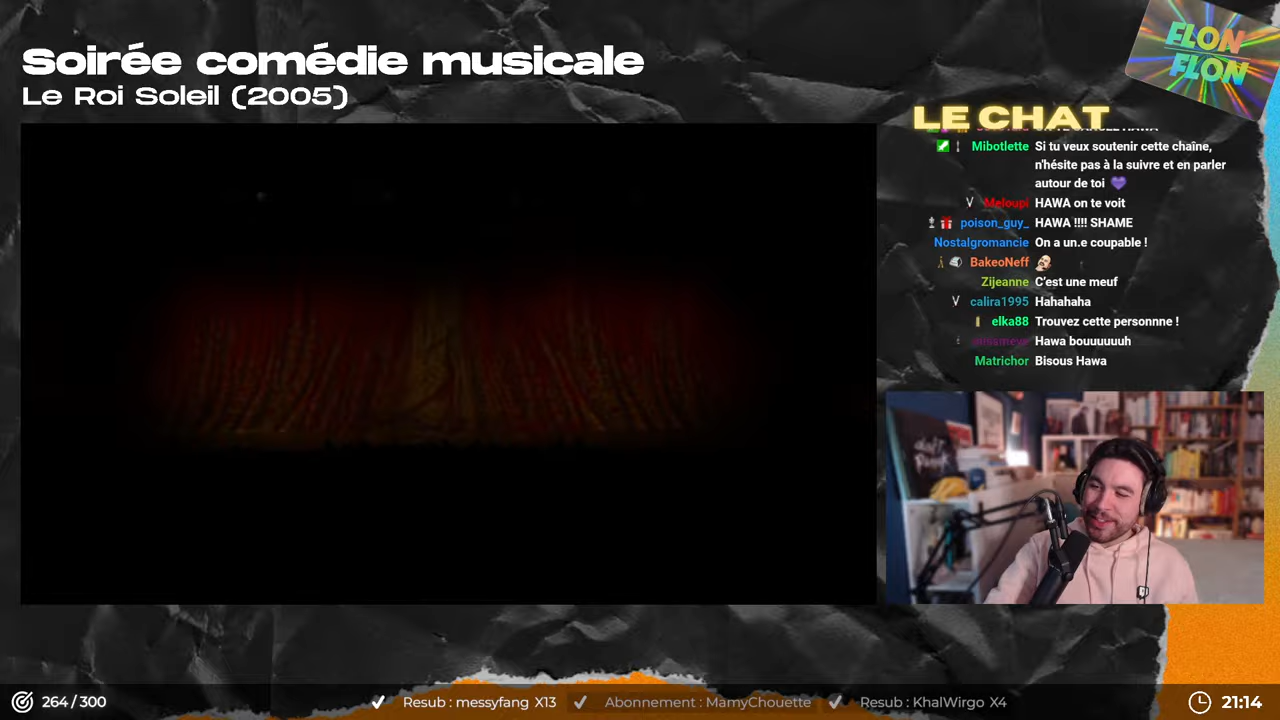 Soirée comédie musicale
Le Roi Soleil (2005)
ELON
FLON
LE CHAT
Mibotlette Si tu veux soutenir cette chaîne,
n'hésite pas à la suivre et en parler
autour de toi 💜
Meloupi HAWA on te voit
poison_guy_ HAWA !!!! SHAME
Nostalgromancie On a un.e coupable !
BakeoNeff
Zijeanne C'est une meuf
calira1995 Hahahaha
elka88 Trouvez cette personnne !
Hawa bouuuuuuh
Matrichor Bisous Hawa
264 / 300
Resub : messyfang X13
Abonnement : MamyChouette
Resub : KhalWirgo X4
21:14